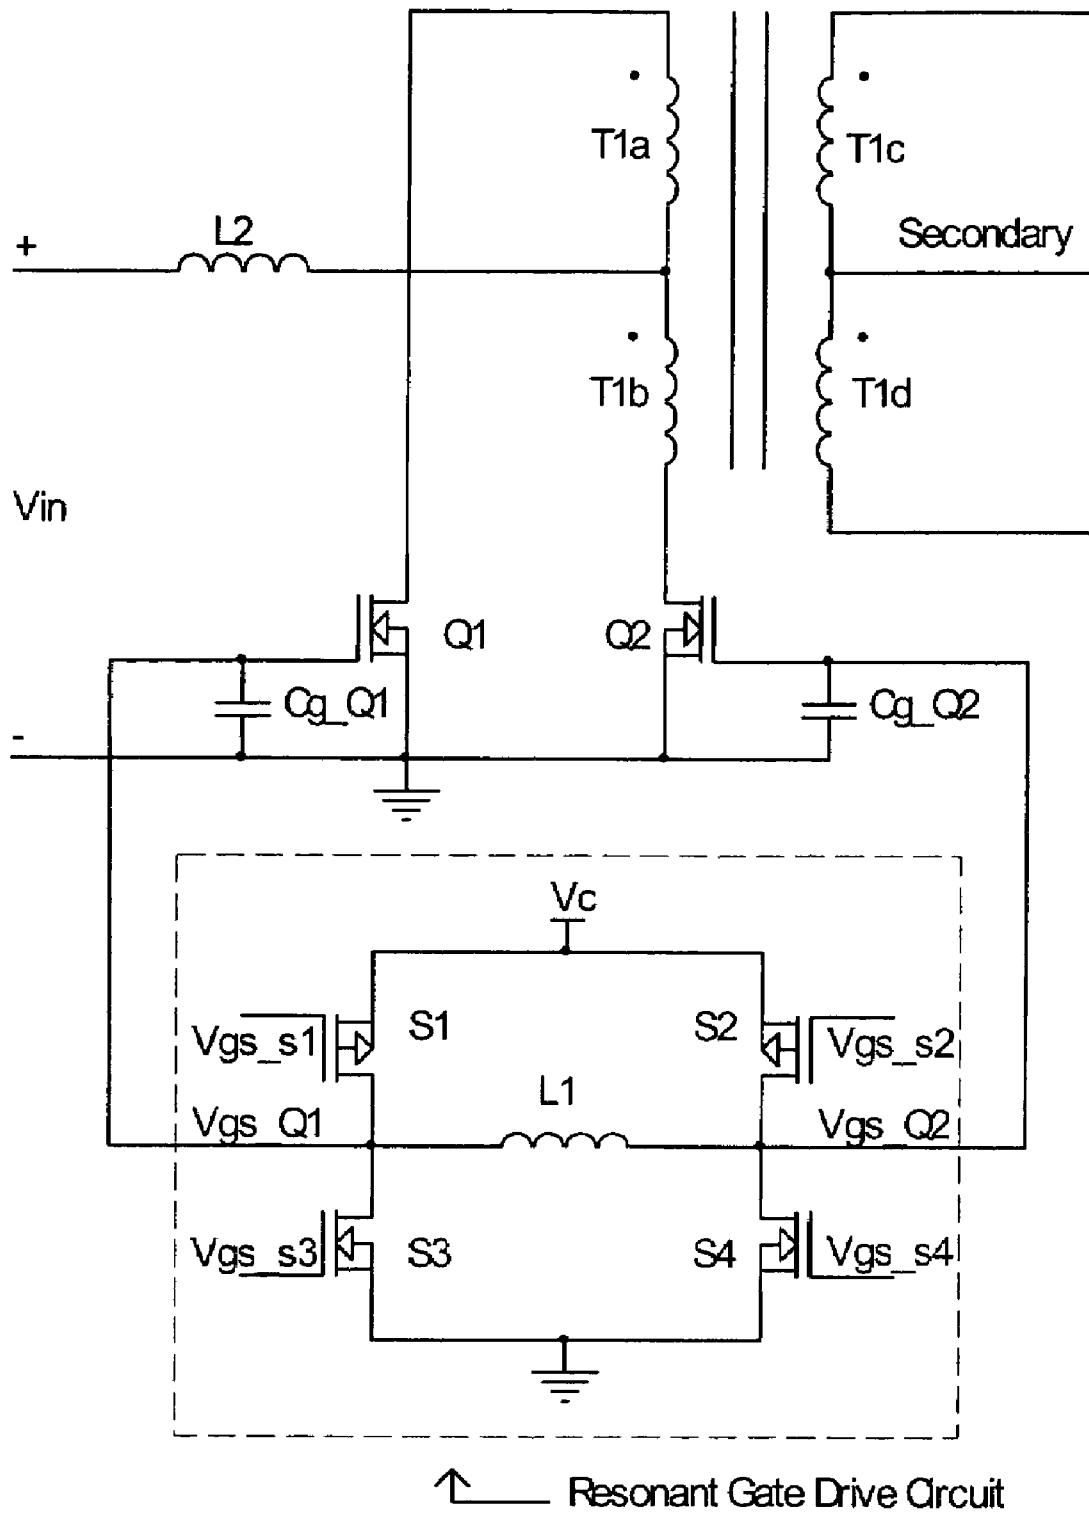 T1a
T1c
L2
+
Secondary
T1b
T1d
Vin
Q1
Q2
Cg_Q1
Cg_Q2
-
Vc
Vgs_s1
S1
S2
Vgs_s2
L1
Vgs_Q1
Vgs_Q2
Vgs_s3
S3
S4
Vgs_s4
Resonant Gate Drive Circuit